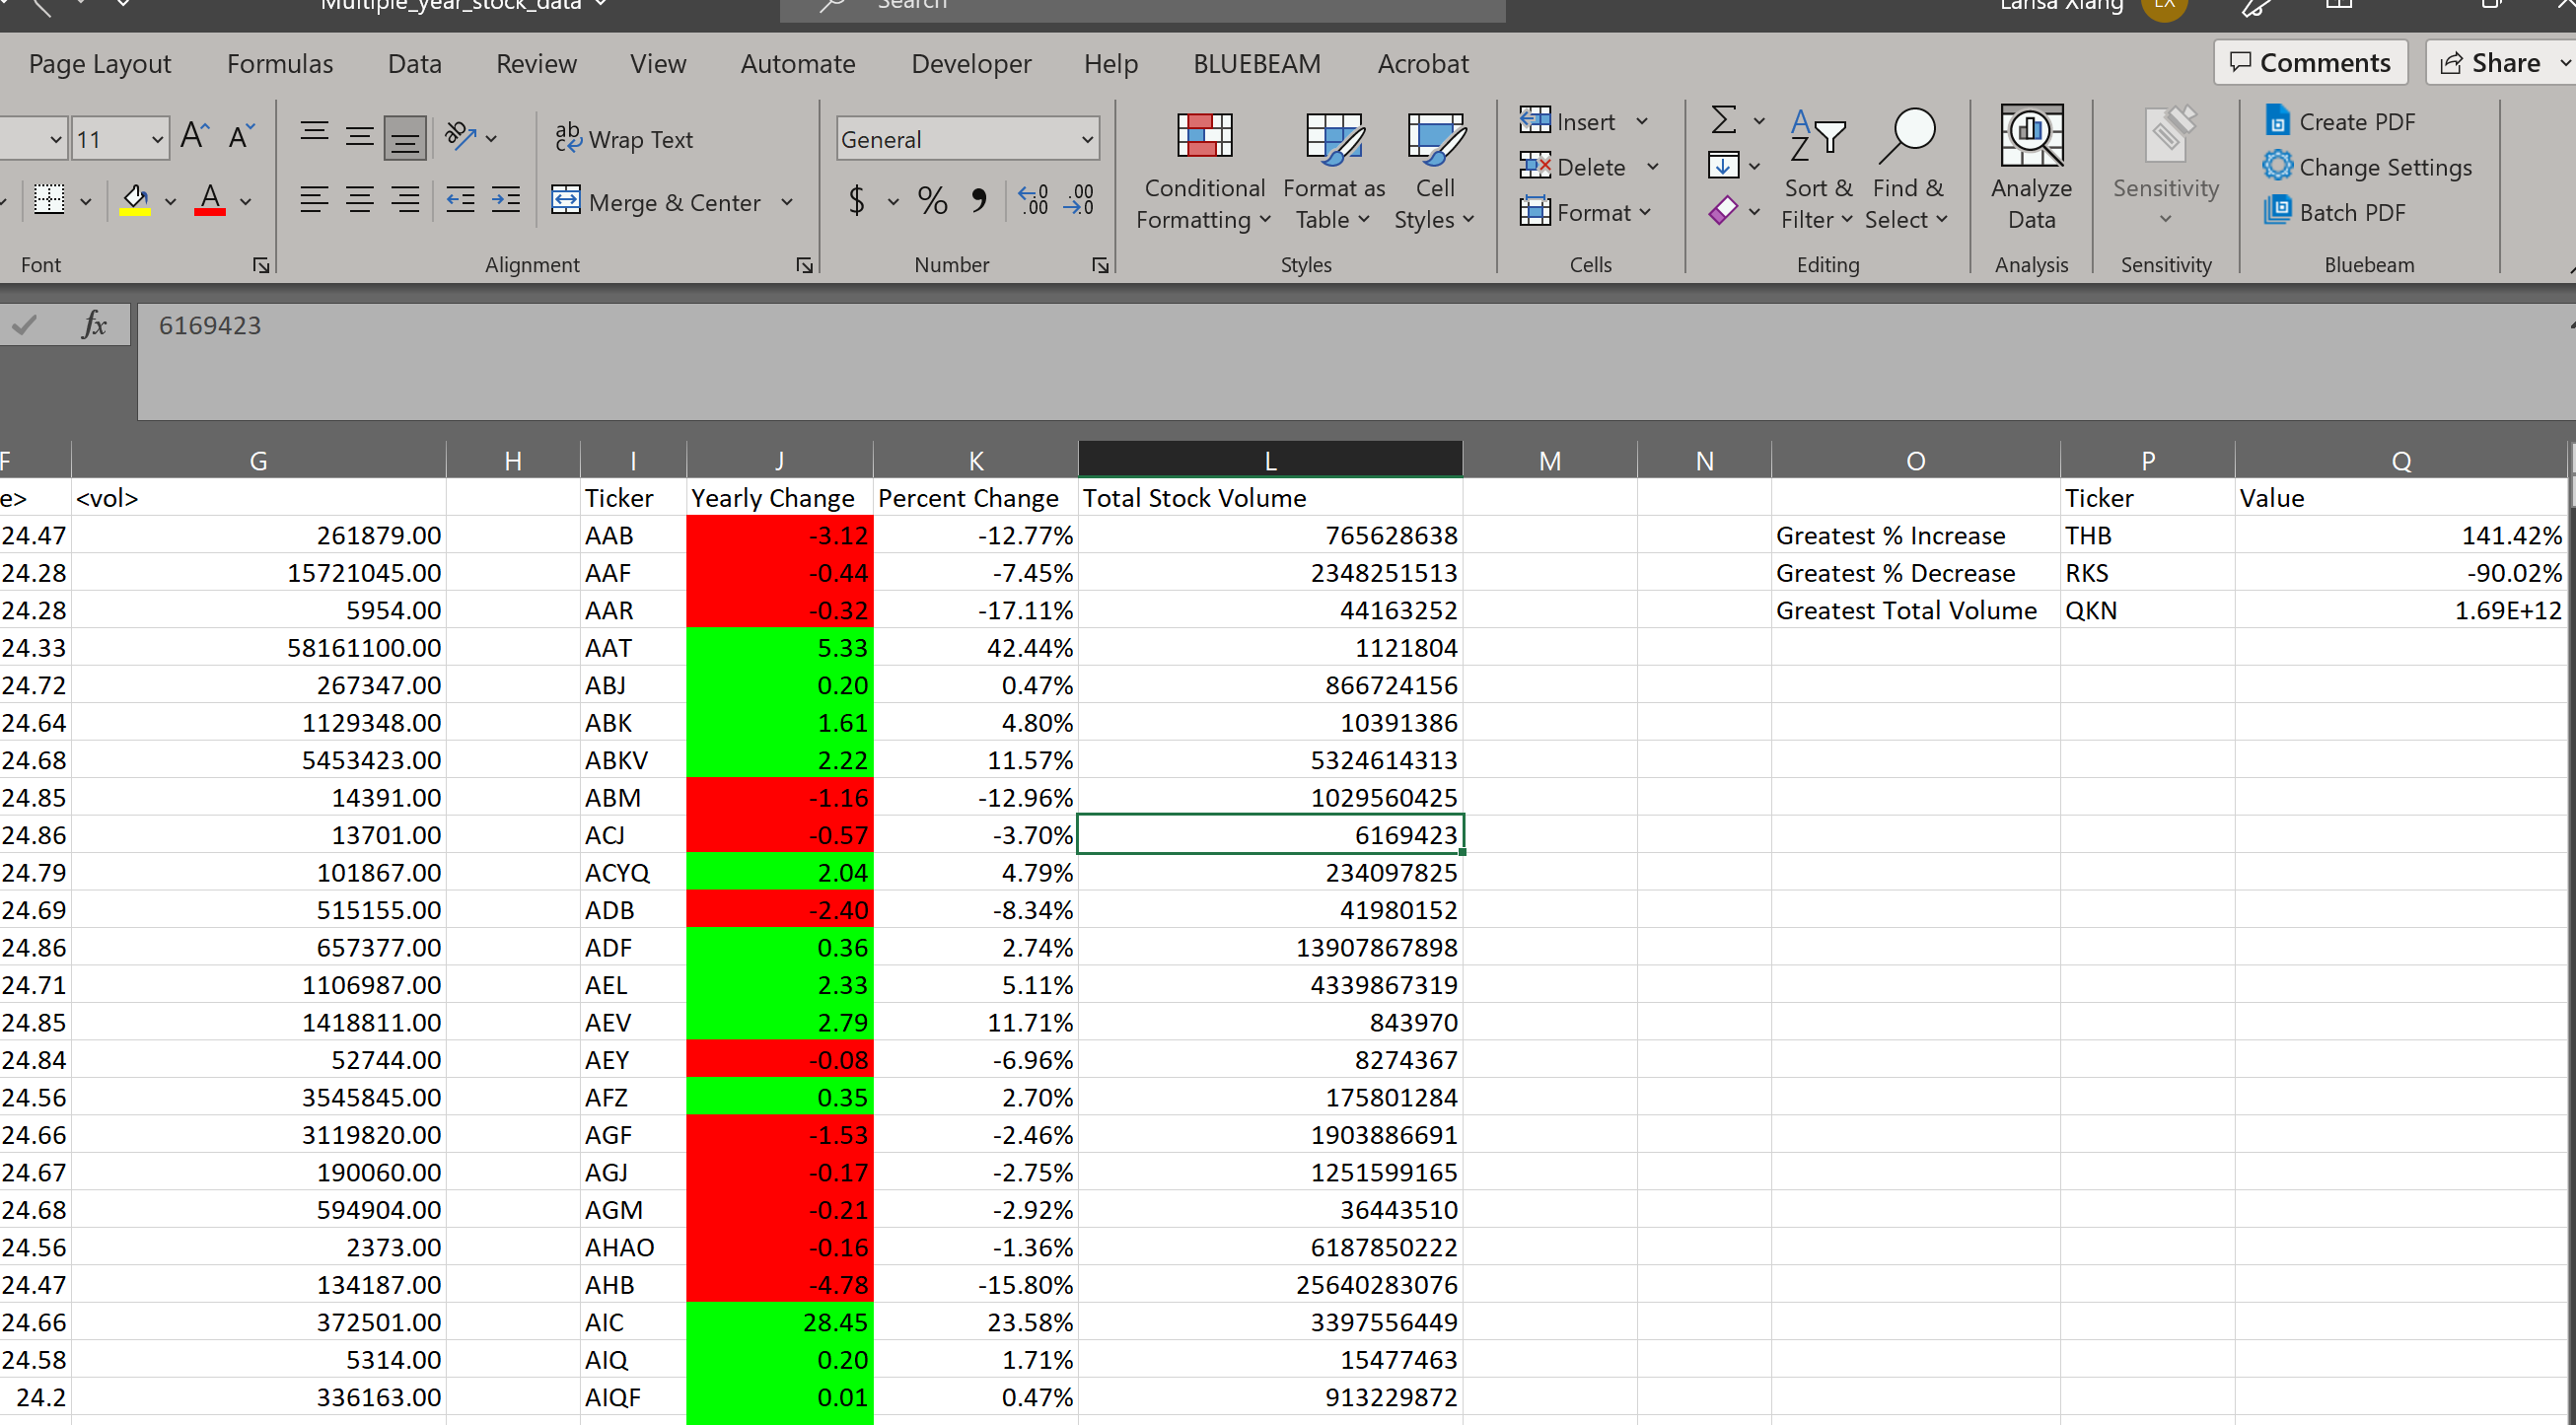 Multiple_year_stock_data Search Larisa Xiang LX
Page Layout Formulas Data Review View Automate Developer Help BLUEBEAM Acrobat Comments Share
11 A A ab Wrap Text General Insert Σ A Z Create PDF
Conditional Formatting Format as Table Cell Styles Delete Sort & Filter Find & Select Analyze Data Sensitivity Change Settings
A Merge & Center $ % , .00 .00 Format Batch PDF
Font Alignment Number Styles Cells Editing Analysis Sensitivity Bluebeam
fx 6169423
F G H I J K L M N O P Q
e> <vol> Ticker Yearly Change Percent Change Total Stock Volume Ticker Value
24.47 261879.00 AAB -3.12 -12.77% 765628638 Greatest % Increase THB 141.42%
24.28 15721045.00 AAF -0.44 -7.45% 2348251513 Greatest % Decrease RKS -90.02%
24.28 5954.00 AAR -0.32 -17.11% 44163252 Greatest Total Volume QKN 1.69E+12
24.33 58161100.00 AAT 5.33 42.44% 1121804
24.72 267347.00 ABJ 0.20 0.47% 866724156
24.64 1129348.00 ABK 1.61 4.80% 10391386
24.68 5453423.00 ABKV 2.22 11.57% 5324614313
24.85 14391.00 ABM -1.16 -12.96% 1029560425
24.86 13701.00 ACJ -0.57 -3.70% 6169423
24.79 101867.00 ACYQ 2.04 4.79% 234097825
24.69 515155.00 ADB -2.40 -8.34% 41980152
24.86 657377.00 ADF 0.36 2.74% 13907867898
24.71 1106987.00 AEL 2.33 5.11% 4339867319
24.85 1418811.00 AEV 2.79 11.71% 843970
24.84 52744.00 AEY -0.08 -6.96% 8274367
24.56 3545845.00 AFZ 0.35 2.70% 175801284
24.66 3119820.00 AGF -1.53 -2.46% 1903886691
24.67 190060.00 AGJ -0.17 -2.75% 1251599165
24.68 594904.00 AGM -0.21 -2.92% 36443510
24.56 2373.00 AHAO -0.16 -1.36% 6187850222
24.47 134187.00 AHB -4.78 -15.80% 25640283076
24.66 372501.00 AIC 28.45 23.58% 3397556449
24.58 5314.00 AIQ 0.20 1.71% 15477463
24.2 336163.00 AIQF 0.01 0.47% 913229872